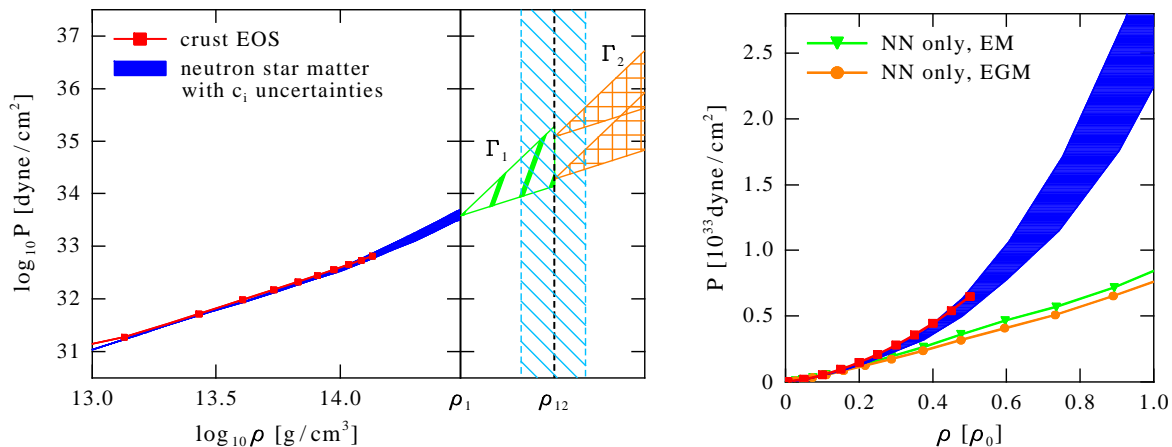 37
36
35
34
33
32
31
log₁₀ P [dyne / cm²]
crust EOS
neutron star matter
with cᵢ uncertainties
Γ₁
Γ₂
13.0
13.5
14.0
ρ₁
ρ₁₂
log₁₀ ρ [g / cm³]
2.5
2.0
1.5
1.0
0.5
0
P [10³³ dyne / cm²]
NN only, EM
NN only, EGM
0
0.2
0.4
0.6
0.8
1.0
ρ [ρ₀]